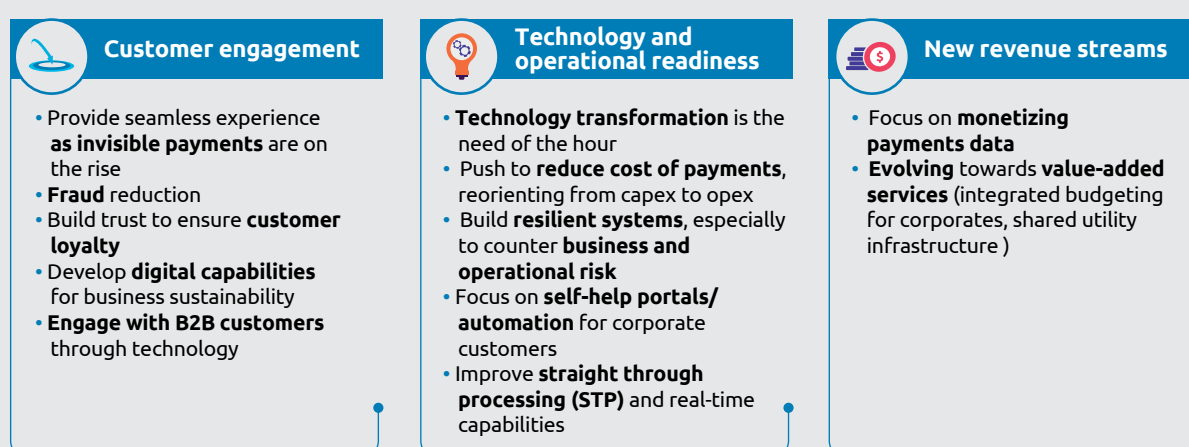 Customer engagement
• Provide seamless experience
as invisible payments are on
the rise
• Fraud reduction
• Build trust to ensure customer
loyalty
• Develop digital capabilities
for business sustainability
• Engage with B2B customers
through technology
Technology and
operational readiness
• Technology transformation is the
need of the hour
• Push to reduce cost of payments,
reorienting from capex to opex
• Build resilient systems, especially
to counter business and
operational risk
• Focus on self-help portals/
automation for corporate
customers
• Improve straight through
processing (STP) and real-time
capabilities
$
New revenue streams
• Focus on monetizing
payments data
• Evolving towards value-added
services (integrated budgeting
for corporates, shared utility
infrastructure )